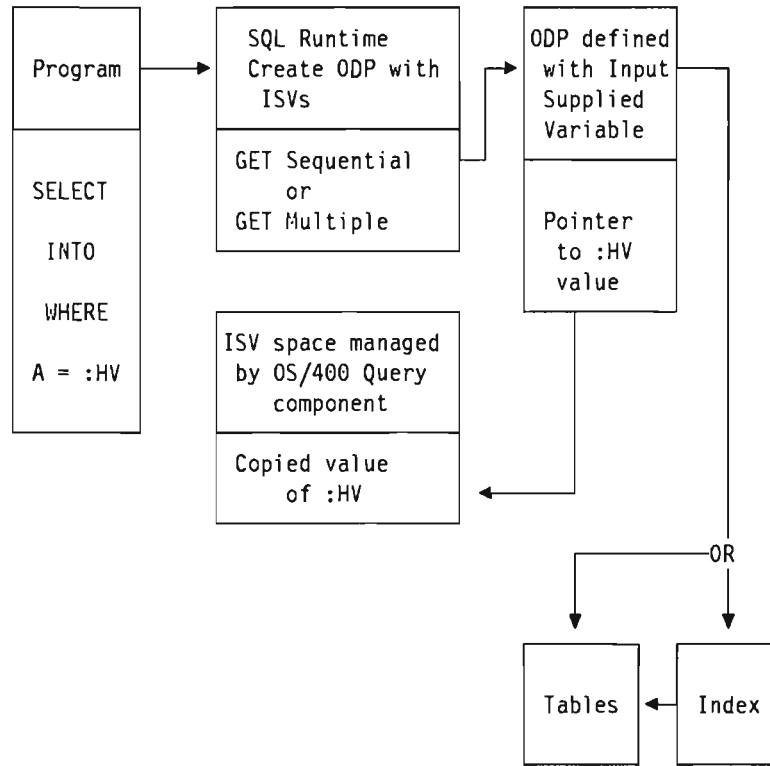 Program
SELECT
INTO
WHERE
A = :HV
SQL Runtime
Create ODP with
ISVs
GET Sequential
or
GET Multiple
ODP defined
with Input
Supplied
Variable
Pointer
to :HV
value
ISV space managed
by OS/400 Query
component
Copied value
of :HV
OR
Tables
Index